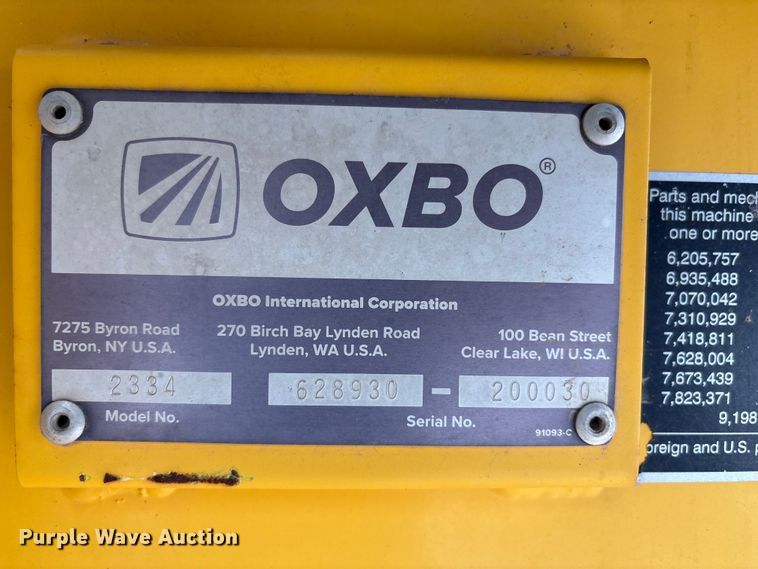 OXBO®
OXBO International Corporation
7275 Byron Road
Byron, NY U.S.A.
270 Birch Bay Lynden Road
Lynden, WA U.S.A.
100 Bean Street
Clear Lake, WI U.S.A.
2334
628930 - 200030
Model No.
Serial No.
91093-C
Parts and
this machine
one or more
6,205,757
6,935,488
7,070,042
7,310,929
7,418,811
7,628,004
7,673,439
7,823,371
9,198
and U.S.
Purple Wave Auction